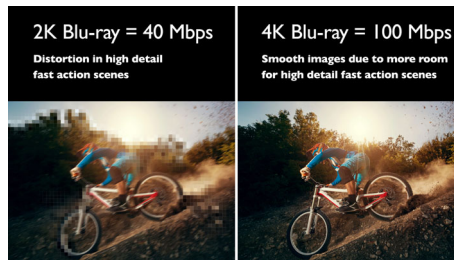 2K Blu-ray = 40 Mbps
Distortion in high detail
fast action scenes
4K Blu-ray = 100 Mbps
Smooth images due to more room
for high detail fast action scenes